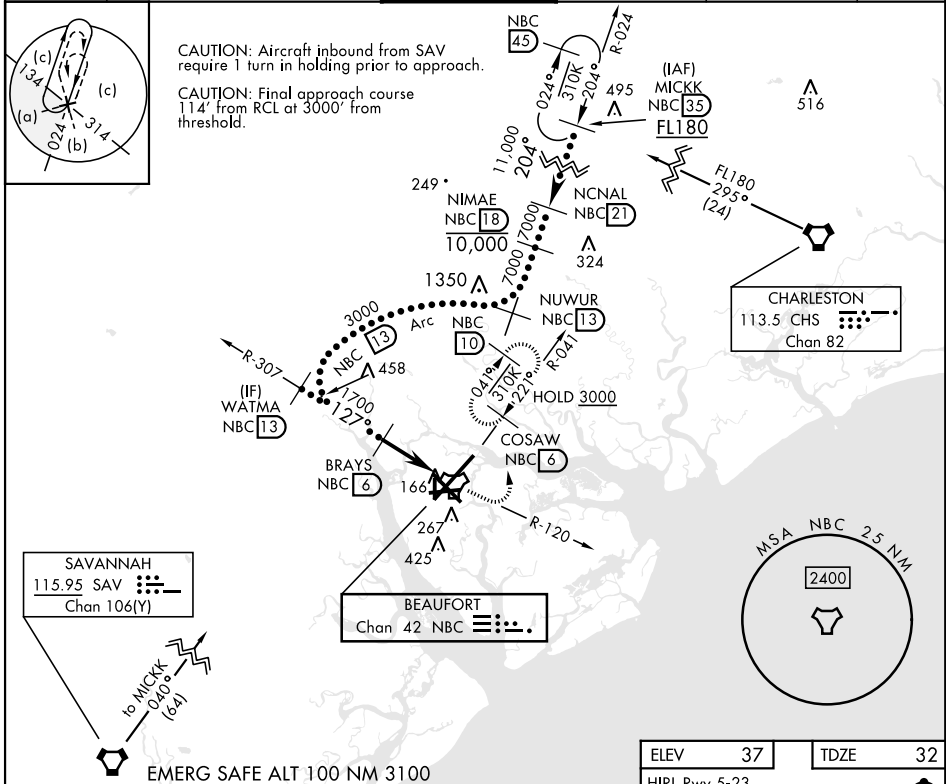 134
(c)
(c)
(a)
024
(b)
314
CAUTION: Aircraft inbound from SAV
require 1 turn in holding prior to approach.
CAUTION: Final approach course
114' from RCL at 3000' from
threshold.
NBC
45
R-024
024°
310K
204°
495
(IAF)
MICKK
NBC 35
FL180
516
11,000
204°
FL180
295°
(24)
249
NIMAE
NBC 18
10,000
7000
NCNAL
NBC 21
324
7000
1350
CHARLESTON
113.5 CHS
Chan 82
3000
Arc
NBC 13
NUWUR
NBC 13
NBC
10
R-041
R-307
458
041°
310K
221°
HOLD 3000
(IF)
WATMA
NBC 13
1700
127°
COSAW
NBC 6
BRAYS
NBC 6
166
R-120
267
425
MSA NBC 25 NM
2400
SAVANNAH
115.95 SAV
Chan 106(Y)
BEAUFORT
Chan 42 NBC
to MICKK
040°
(64)
EMERG SAFE ALT 100 NM 3100
ELEV 37
TDZE 32
HIRL Rwy 5-23